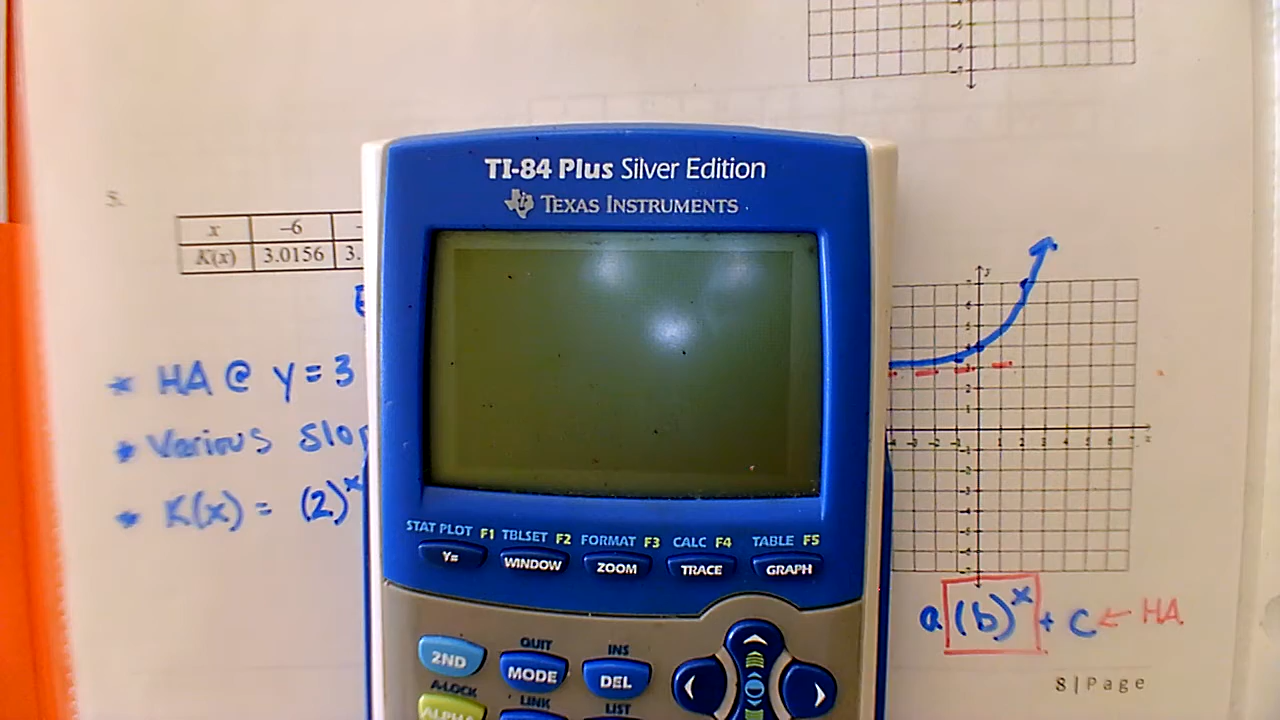 TI-84 Plus Silver Edition
TEXAS INSTRUMENTS
5.
x -6
K(x) 3.0156 3.
* HA @ y = 3
* Various slop
* K(x) = (2)^x
STAT PLOT F1 TBLSET F2 FORMAT F3 CALC F4 TABLE F5
Y= WINDOW ZOOM TRACE GRAPH
a(b)^x + c ← HA
QUIT INS
2ND MODE DEL
A-LOCK LINK LIST
ALPHA
8 | Page